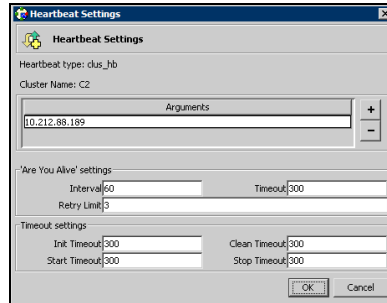 Heartbeat Settings
Heartbeat Settings
Heartbeat type: clus_hb
Cluster Name: C2
Arguments
10.212.88.189
+
−
'Are You Alive' settings
Interval 60 Timeout 300
Retry Limit 3
Timeout settings
Init Timeout 300 Clean Timeout 300
Start Timeout 300 Stop Timeout 300
OK Cancel